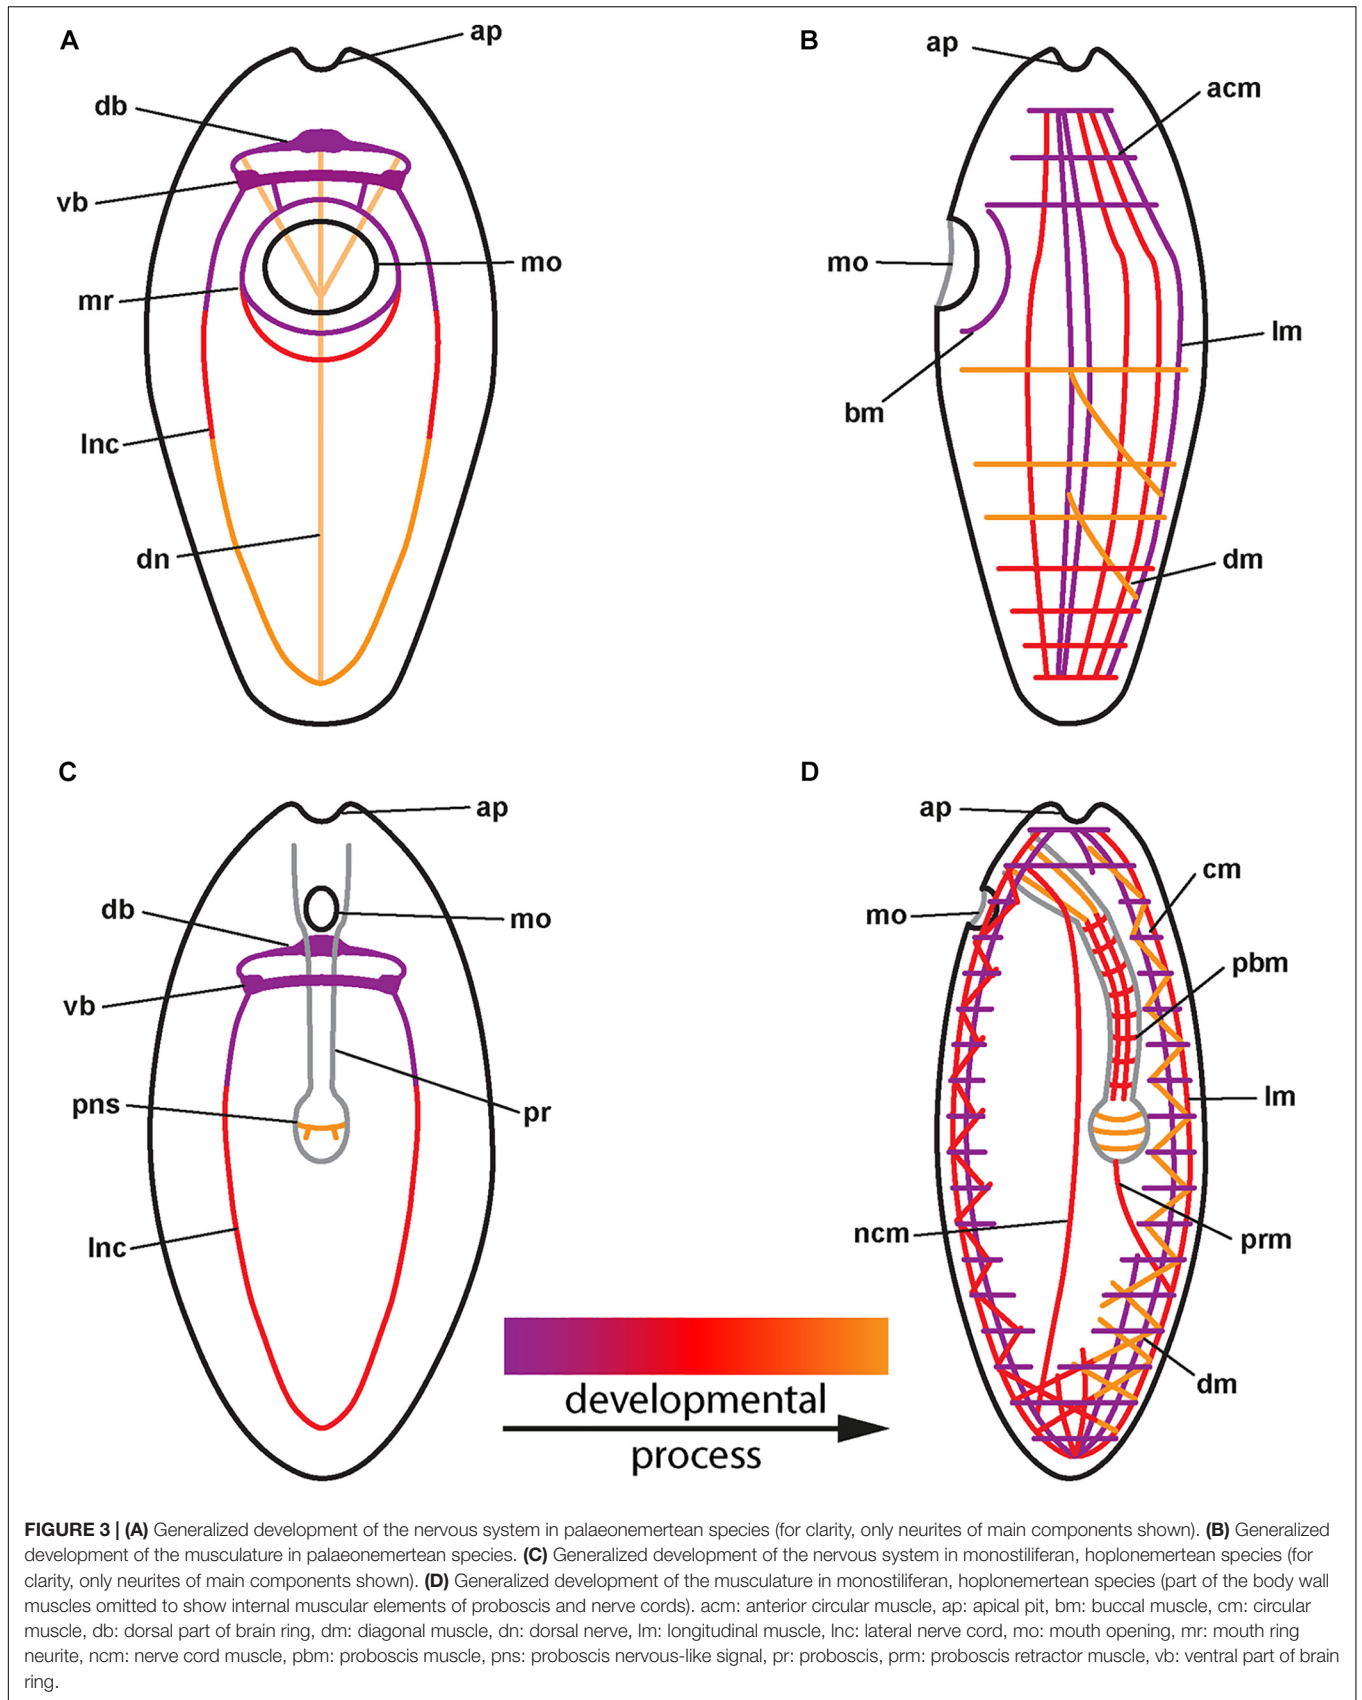 A
ap
db
vb
mo
mr
lnc
dn
B
ap
acm
mo
lm
bm
dm
C
ap
db
mo
vb
pns
pr
lnc
D
ap
cm
mo
pbm
lm
ncm
prm
dm
developmental
process
FIGURE 3 | (A) Generalized development of the nervous system in palaeonemertean species (for clarity, only neurites of main components shown). (B) Generalized
development of the musculature in palaeonemertean species. (C) Generalized development of the nervous system in monostiliferan, hoplonemertean species (for
clarity, only neurites of main components shown). (D) Generalized development of the musculature in monostiliferan, hoplonemertean species (part of the body wall
muscles omitted to show internal muscular elements of proboscis and nerve cords). acm: anterior circular muscle, ap: apical pit, bm: buccal muscle, cm: circular
muscle, db: dorsal part of brain ring, dm: diagonal muscle, dn: dorsal nerve, lm: longitudinal muscle, lnc: lateral nerve cord, mo: mouth opening, mr: mouth ring
neurite, ncm: nerve cord muscle, pbm: proboscis muscle, pns: proboscis nervous-like signal, pr: proboscis, prm: proboscis retractor muscle, vb: ventral part of brain
ring.